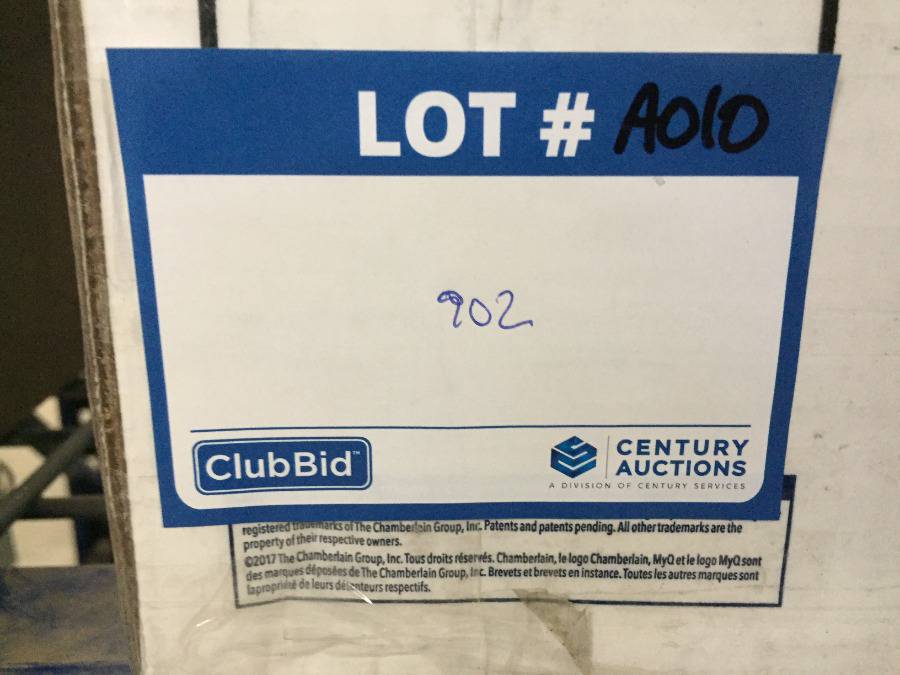 LOT # A010
902
ClubBid™
CENTURY
AUCTIONS
A DIVISION OF CENTURY SERVICES
registered trademarks of The Chamberlain Group, Inc. Patents and patents pending. All other trademarks are the
property of their respective owners.
©2017 The Chamberlain Group, Inc. Tous droits réservés. Chamberlain, le logo Chamberlain, MyQ et le logo MyQ sont
des marques déposées de The Chamberlain Group, Inc. Brevets et brevets en instance. Toutes les autres marques sont
la propriété de leurs détenteurs respectifs.